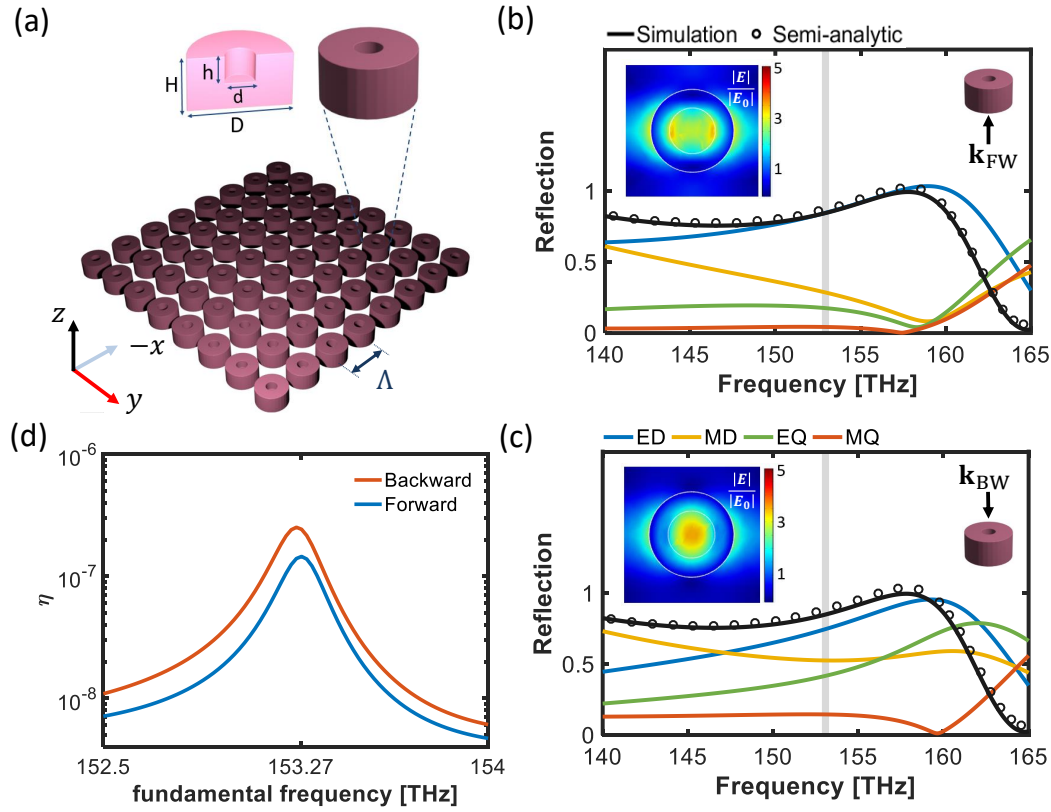 (a)
H
h
d
D
z
−x
y
Λ
(b)
Simulation
Semi-analytic
|E|
|E₀|
5
3
1
k_FW
Reflection
1
0.5
0
140
145
150
155
160
165
Frequency [THz]
(d)
10⁻⁶
10⁻⁷
10⁻⁸
η
Backward
Forward
152.5
153.27
154
fundamental frequency [THz]
(c)
ED
MD
EQ
MQ
|E|
|E₀|
5
3
1
k_BW
Reflection
1
0.5
0
140
145
150
155
160
165
Frequency [THz]